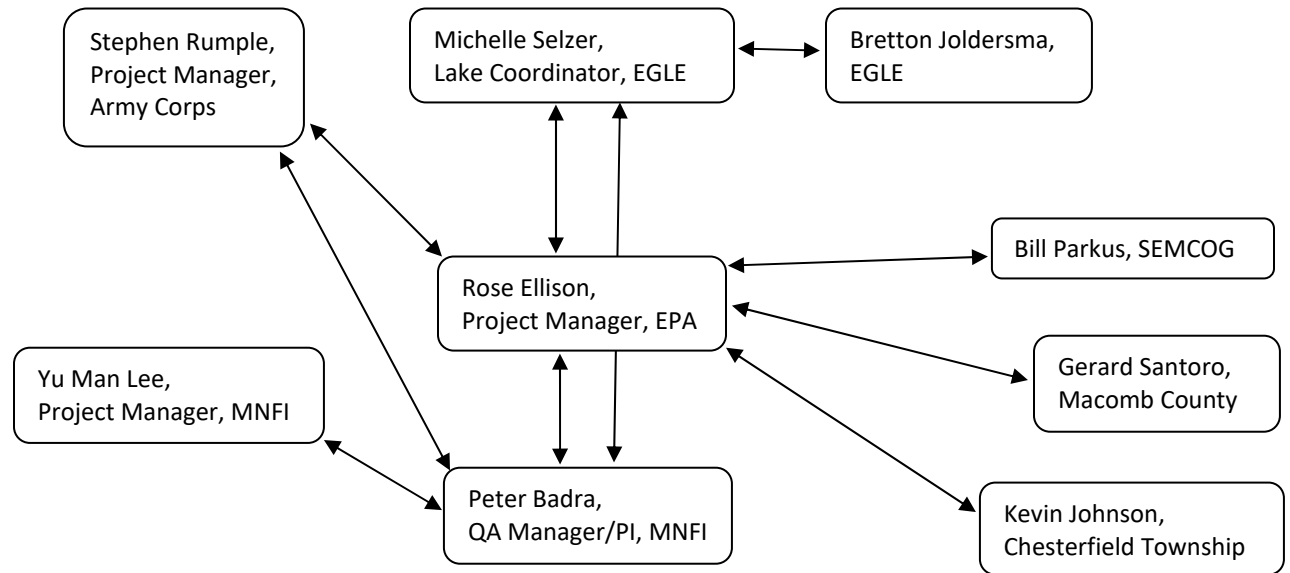 Stephen Rumple,
Project Manager,
Army Corps
Michelle Selzer,
Lake Coordinator, EGLE
Bretton Joldersma,
EGLE
Bill Parkus, SEMCOG
Rose Ellison,
Project Manager, EPA
Gerard Santoro,
Macomb County
Yu Man Lee,
Project Manager, MNFI
Peter Badra,
QA Manager/PI, MNFI
Kevin Johnson,
Chesterfield Township